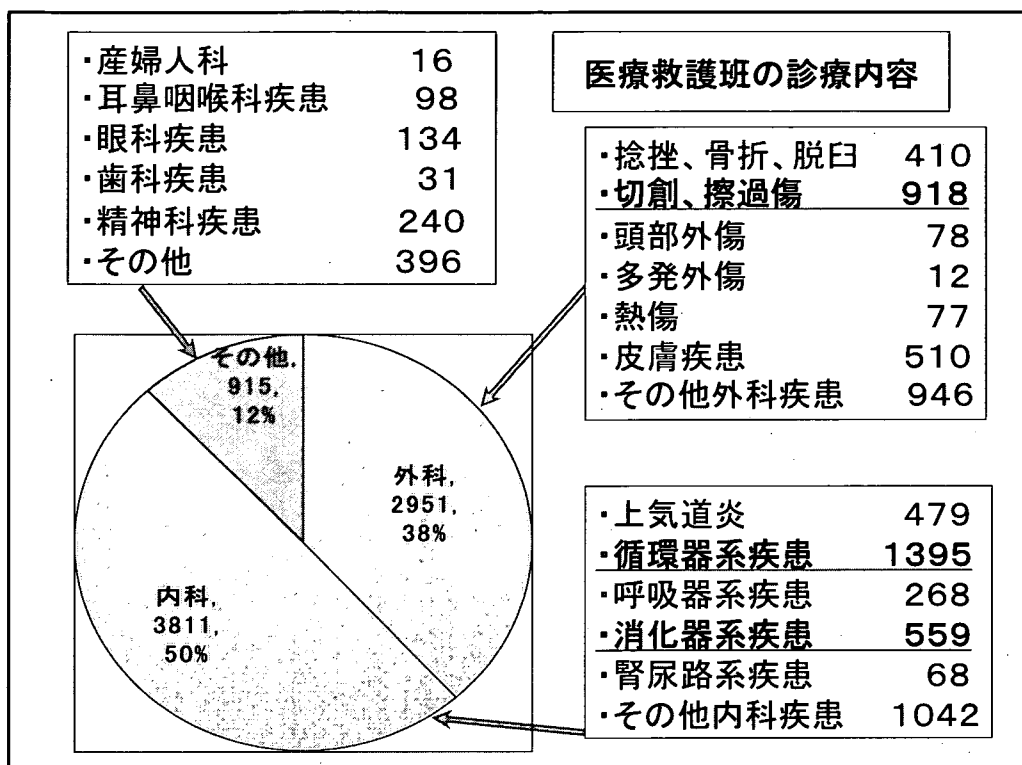 医療救護班の診療内容
・産婦人科 16
・耳鼻咽喉科疾患 98
・眼科疾患 134
・歯科疾患 31
・精神科疾患 240
・その他 396
・捻挫、骨折、脱臼 410
・切創、擦過傷 918
・頭部外傷 78
・多発外傷 12
・熱傷 77
・皮膚疾患 510
・その他外科疾患 946
その他,
915,
12%
外科,
2951,
38%
内科,
3811,
50%
・上気道炎 479
・循環器系疾患 1395
・呼吸器系疾患 268
・消化器系疾患 559
・腎尿路系疾患 68
・その他内科疾患 1042